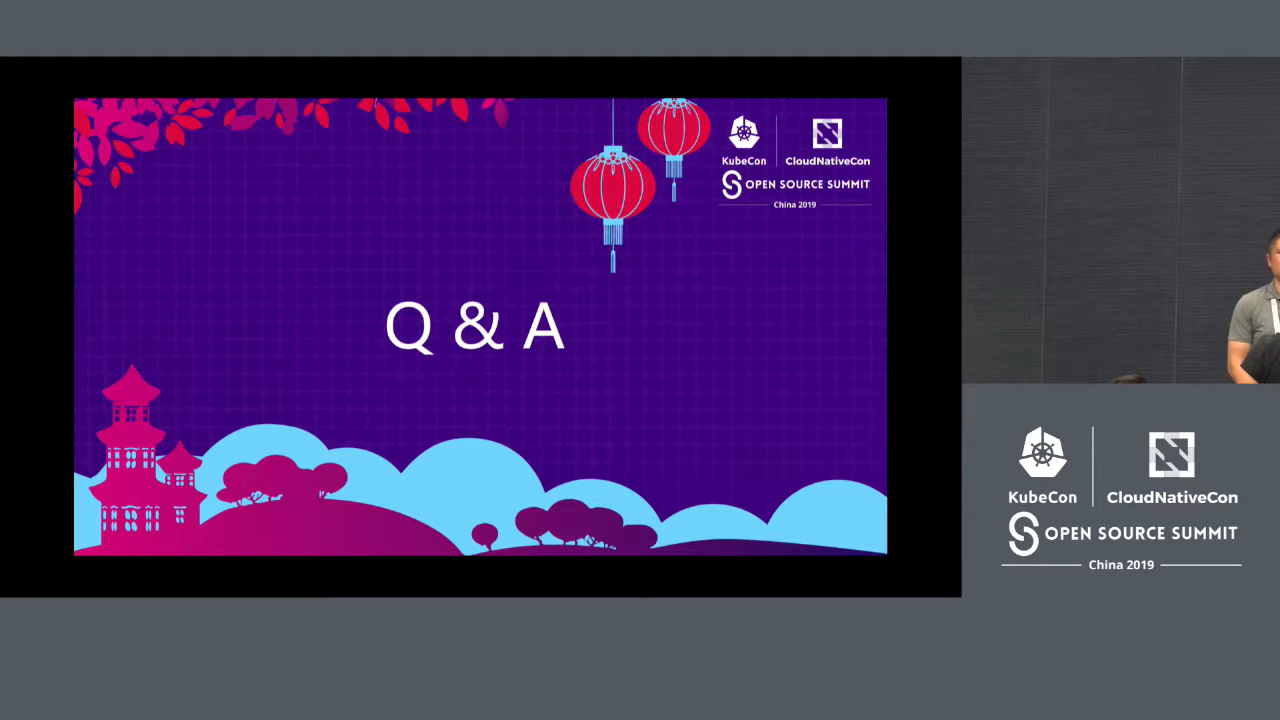 KubeCon
CloudNativeCon
OPEN SOURCE SUMMIT
China 2019
Q & A
KubeCon
CloudNativeCon
OPEN SOURCE SUMMIT
China 2019